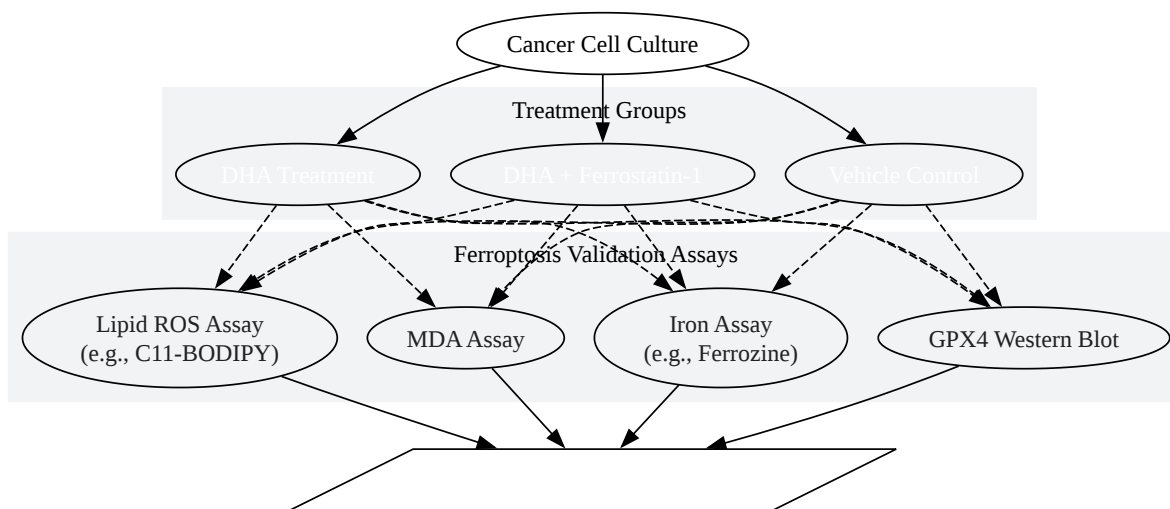 Cancer Cell Culture
Treatment Groups
DHA Treatment
DHA + Ferrostatin-1
Vehicle Control
Ferroptosis Validation Assays
Lipid ROS Assay
(e.g., C11-BODIPY)
MDA Assay
Iron Assay
(e.g., Ferrozine)
GPX4 Western Blot